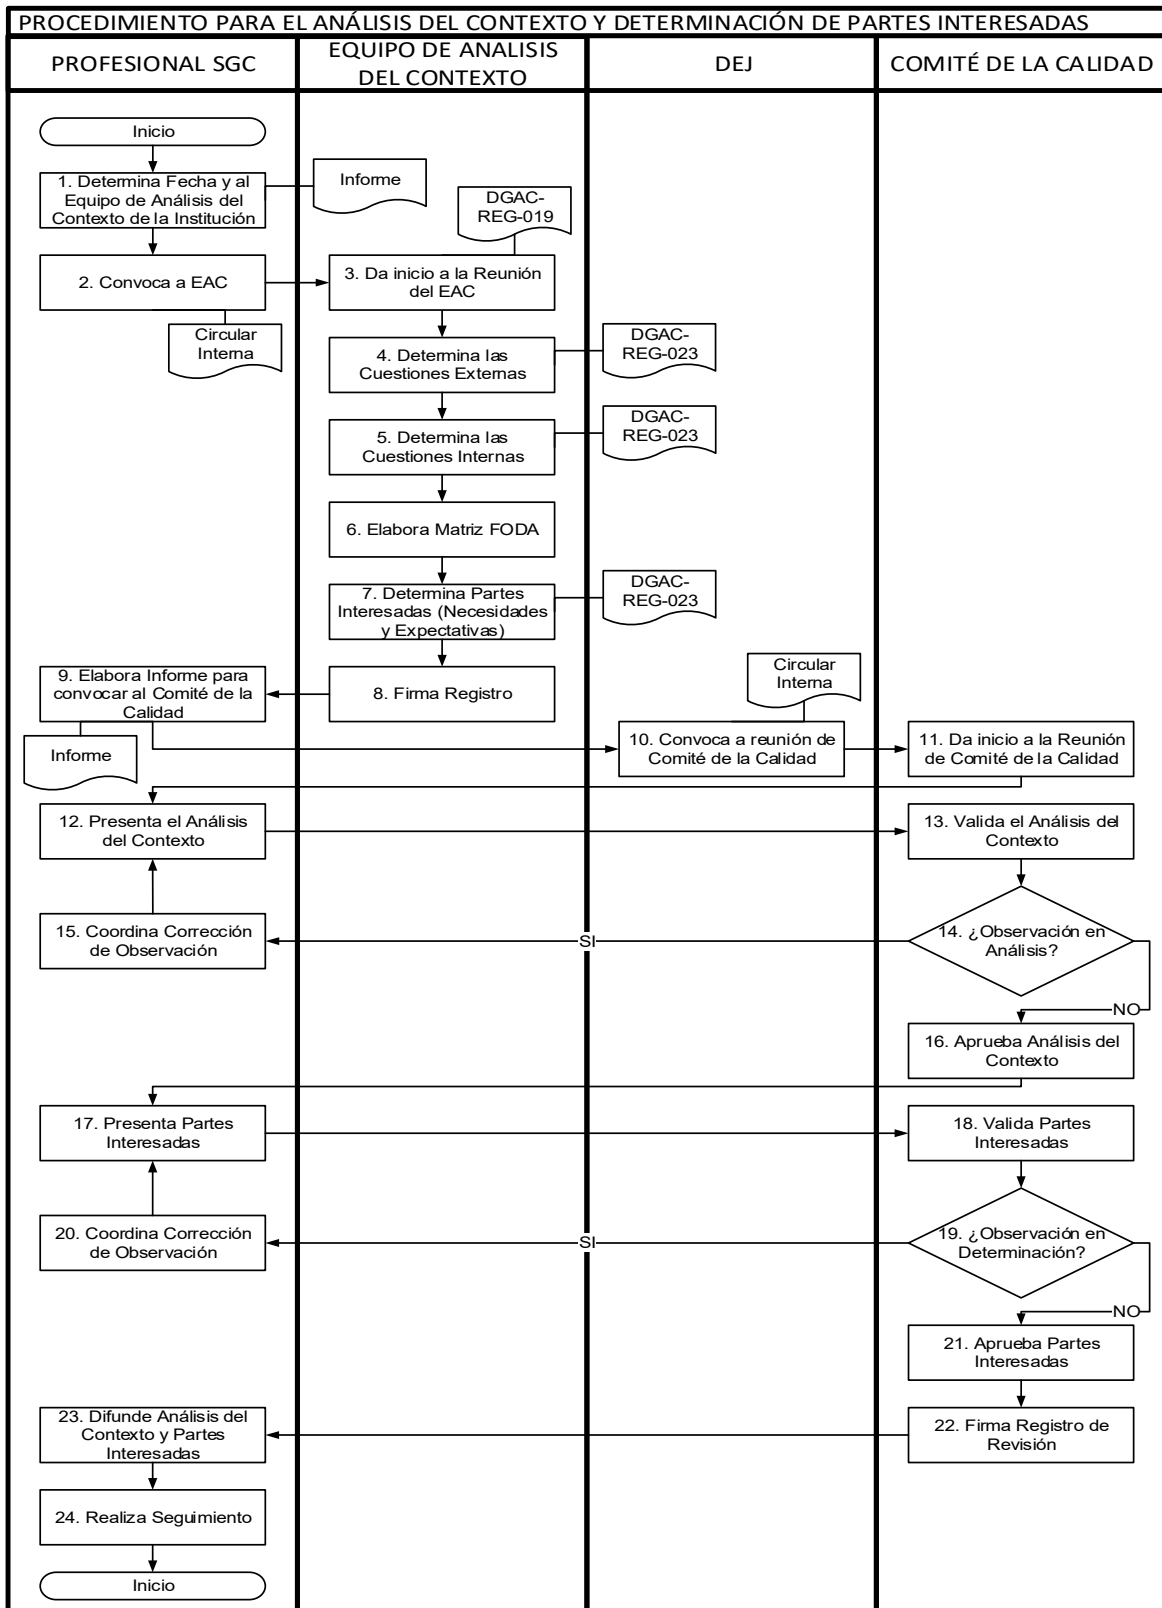 PROCEDIMIENTO PARA EL ANÁLISIS DEL CONTEXTO Y DETERMINACIÓN DE PARTES INTERESADAS
PROFESIONAL SGC
EQUIPO DE ANALISIS
DEL CONTEXTO
DEJ
COMITÉ DE LA CALIDAD
Inicio
1. Determina Fecha y al
Equipo de Análisis del
Contexto de la Institución
Informe
DGAC-
REG-019
2. Convoca a EAC
3. Da inicio a la Reunión
del EAC
Circular
Interna
4. Determina las
Cuestiones Externas
DGAC-
REG-023
5. Determina las
Cuestiones Internas
DGAC-
REG-023
6. Elabora Matriz FODA
7. Determina Partes
Interesadas (Necesidades
y Expectativas)
DGAC-
REG-023
8. Firma Registro
9. Elabora Informe para
convocar al Comité de la
Calidad
Circular
Interna
Informe
10. Convoca a reunión de
Comité de la Calidad
11. Da inicio a la Reunión
de Comité de la Calidad
12. Presenta el Análisis
del Contexto
13. Valida el Análisis del
Contexto
14. ¿Observación en
Análisis?
SI
15. Coordina Corrección
de Observación
NO
16. Aprueba Análisis del
Contexto
17. Presenta Partes
Interesadas
18. Valida Partes
Interesadas
19. ¿Observación en
Determinación?
SI
20. Coordina Corrección
de Observación
NO
21. Aprueba Partes
Interesadas
22. Firma Registro de
Revisión
23. Difunde Análisis del
Contexto y Partes
Interesadas
24. Realiza Seguimiento
Inicio